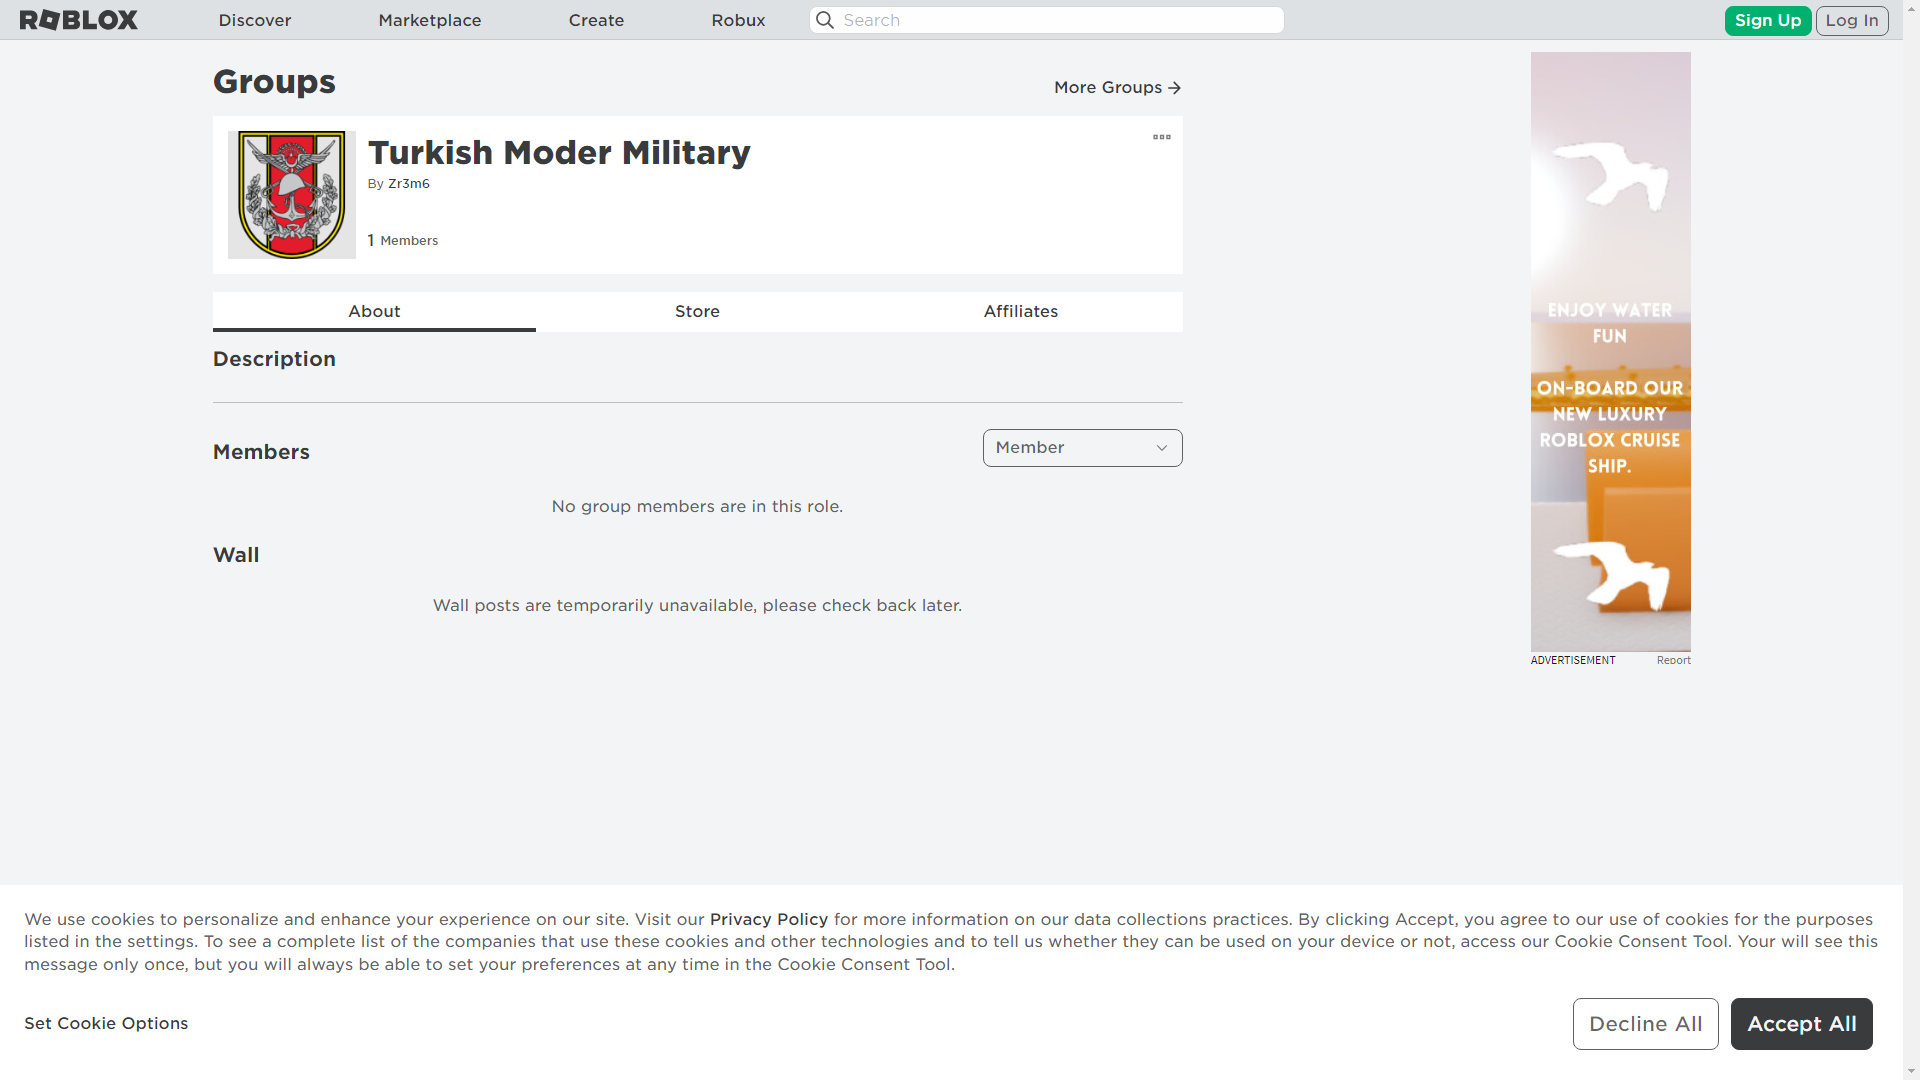 ROBLOX
Discover
Marketplace
Create
Robux
Search
Sign Up
Log In
Groups
More Groups
Turkish Moder Military
By Zr3m6
1 Members
About
Store
Affiliates
Description
Members
Member
No group members are in this role.
Wall
Wall posts are temporarily unavailable, please check back later.
ENJOY WATER
FUN
ON-BOARD OUR
NEW LUXURY
ROBLOX CRUISE
SHIP.
ADVERTISEMENT
Report
We use cookies to personalize and enhance your experience on our site. Visit our Privacy Policy for more information on our data collections practices. By clicking Accept, you agree to our use of cookies for the purposes
listed in the settings. To see a complete list of the companies that use these cookies and other technologies and to tell us whether they can be used on your device or not, access our Cookie Consent Tool. Your will see this
message only once, but you will always be able to set your preferences at any time in the Cookie Consent Tool.
Set Cookie Options
Decline All
Accept All